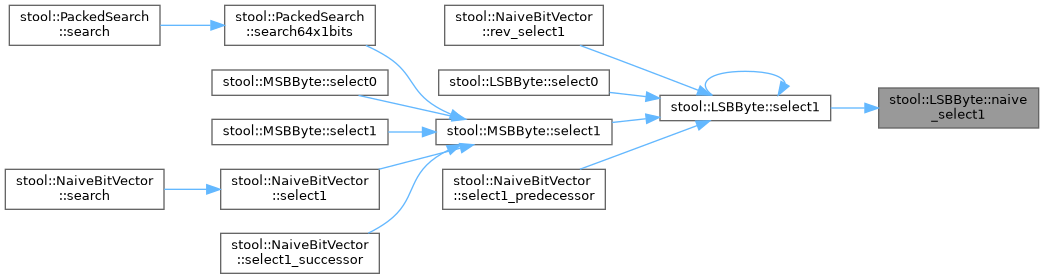 stool::PackedSearch
::search
stool::PackedSearch
::search64x1bits
stool::NaiveBitVector
::rev_select1
stool::MSBByte::select0
stool::LSBByte::select0
stool::LSBByte::select1
stool::LSBByte::naive
_select1
stool::MSBByte::select1
stool::MSBByte::select1
stool::NaiveBitVector
::search
stool::NaiveBitVector
::select1
stool::NaiveBitVector
::select1_predecessor
stool::NaiveBitVector
::select1_successor